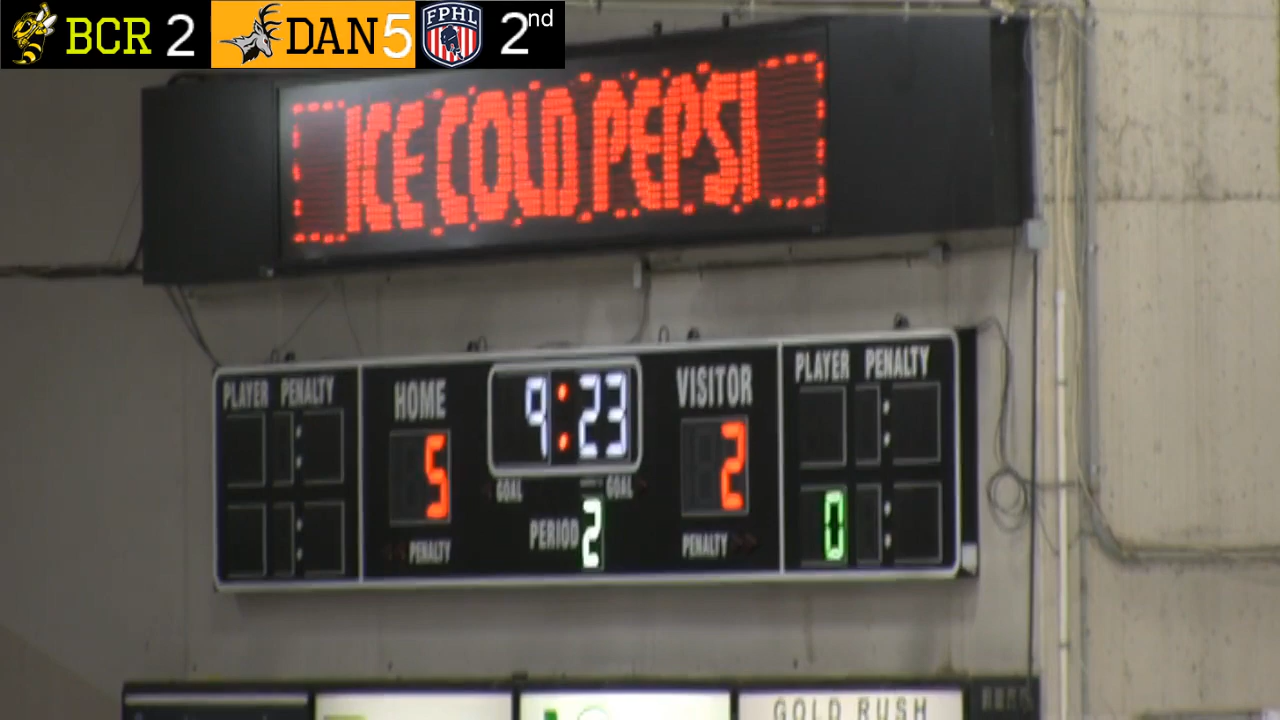 BCR 2 DAN 5 FPHL 2nd
ICE COLD PEPSI
PLAYER PENALTY HOME 9:23 VISITOR PLAYER PENALTY
5 2
GOAL GOAL
PERIOD 2 0
PENALTY PENALTY
GOLD RUSH